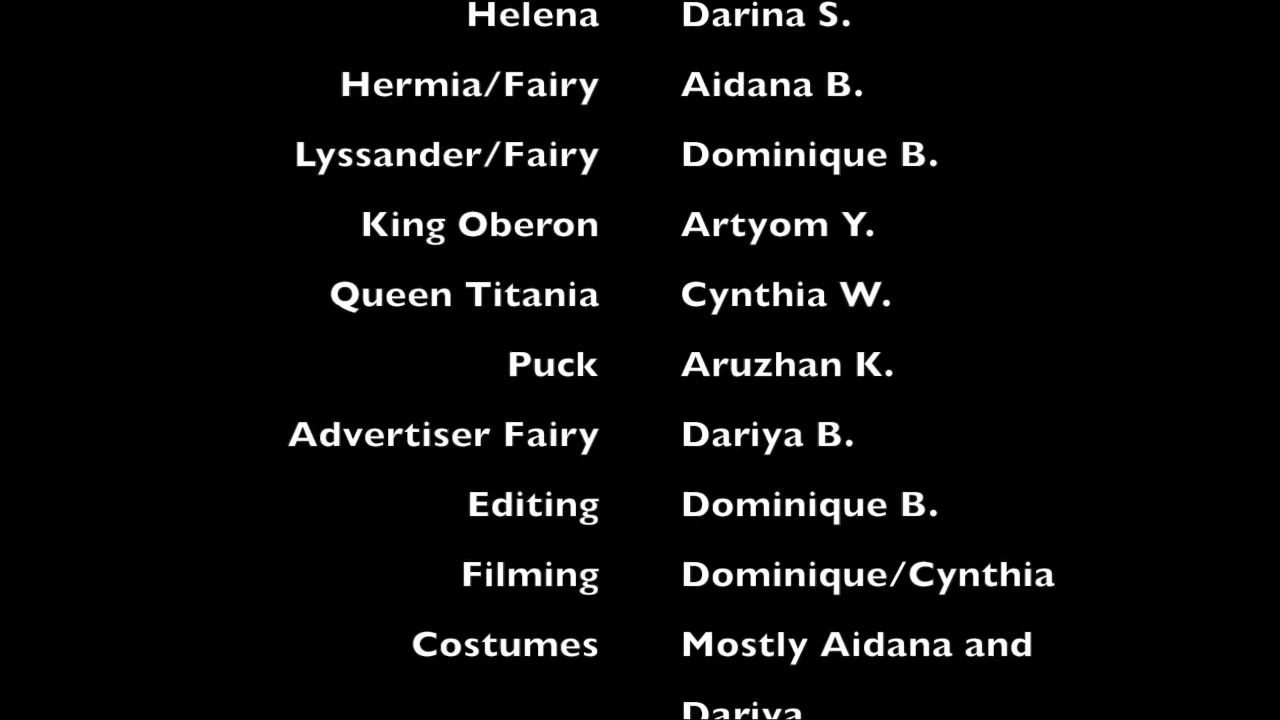 Helena Darina S.
Hermia/Fairy Aidana B.
Lyssander/Fairy Dominique B.
King Oberon Artyom Y.
Queen Titania Cynthia W.
Puck Aruzhan K.
Advertiser Fairy Dariya B.
Editing Dominique B.
Filming Dominique/Cynthia
Costumes Mostly Aidana and
Dariya